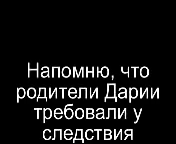 Напомню, что
родители Дарии
требовали у
следствия